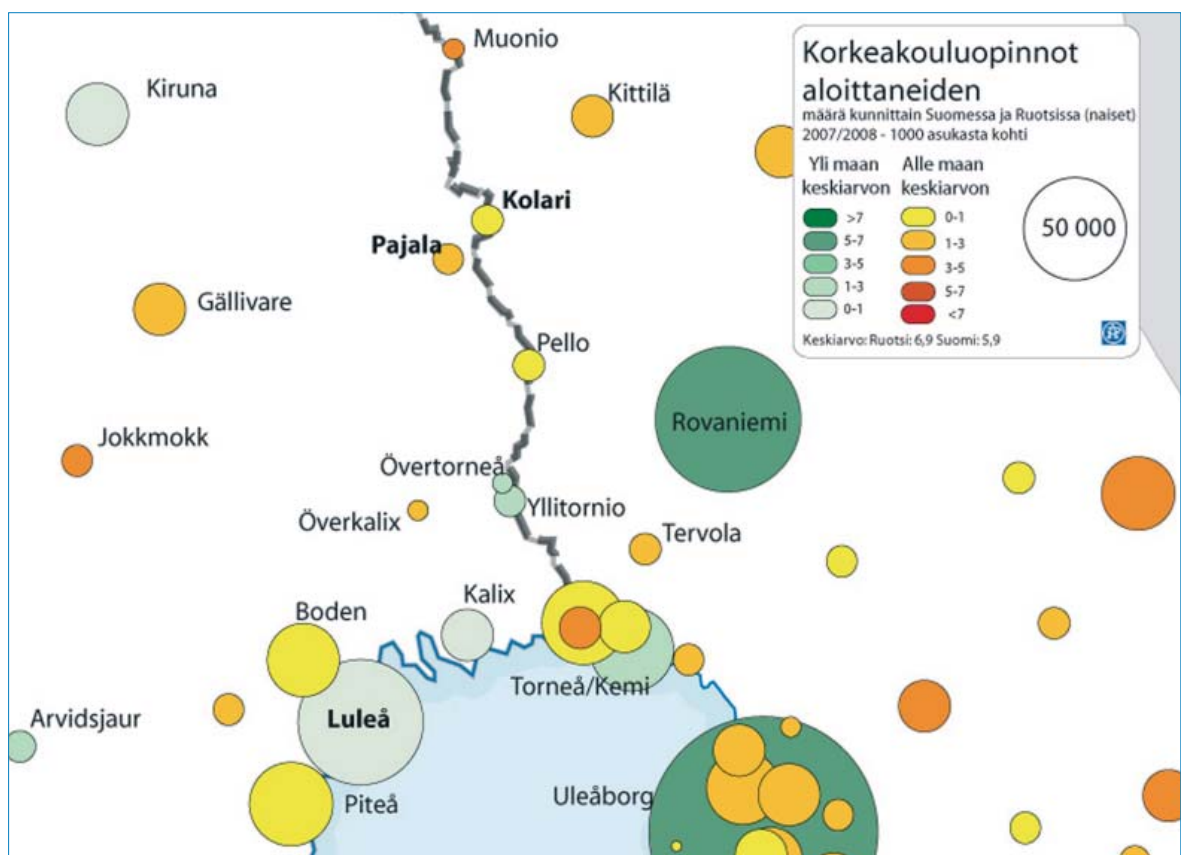 Muonio
Kiruna
Kittilä
Kolari
Pajala
Gällivare
Pello
Rovaniemi
Jokkmokk
Övertorneå
Yllitornio
Överkalix
Tervola
Kalix
Boden
Torneå/Kemi
Luleå
Arvidsjaur
Piteå
Uleåborg
Korkeakouluopinnot
aloittaneiden
määrä kunnittain Suomessa ja Ruotsissa (naiset)
2007/2008 - 1000 asukasta kohti
Yli maan
keskiarvon
>7
5-7
3-5
1-3
0-1
Alle maan
keskiarvon
0-1
1-3
3-5
5-7
<7
50 000
Keskiarvo: Ruotsi: 6,9 Suomi: 5,9